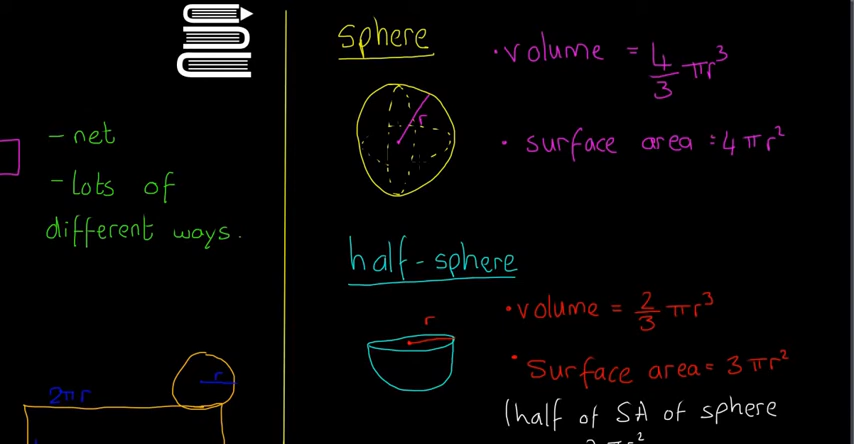 - net
- lots of
different ways.
2πr
r
sphere
r
• volume = 4/3 πr³
• surface area = 4πr²
half-sphere
r
• volume = 2/3 πr³
• surface area = 3πr²
(half of SA of sphere